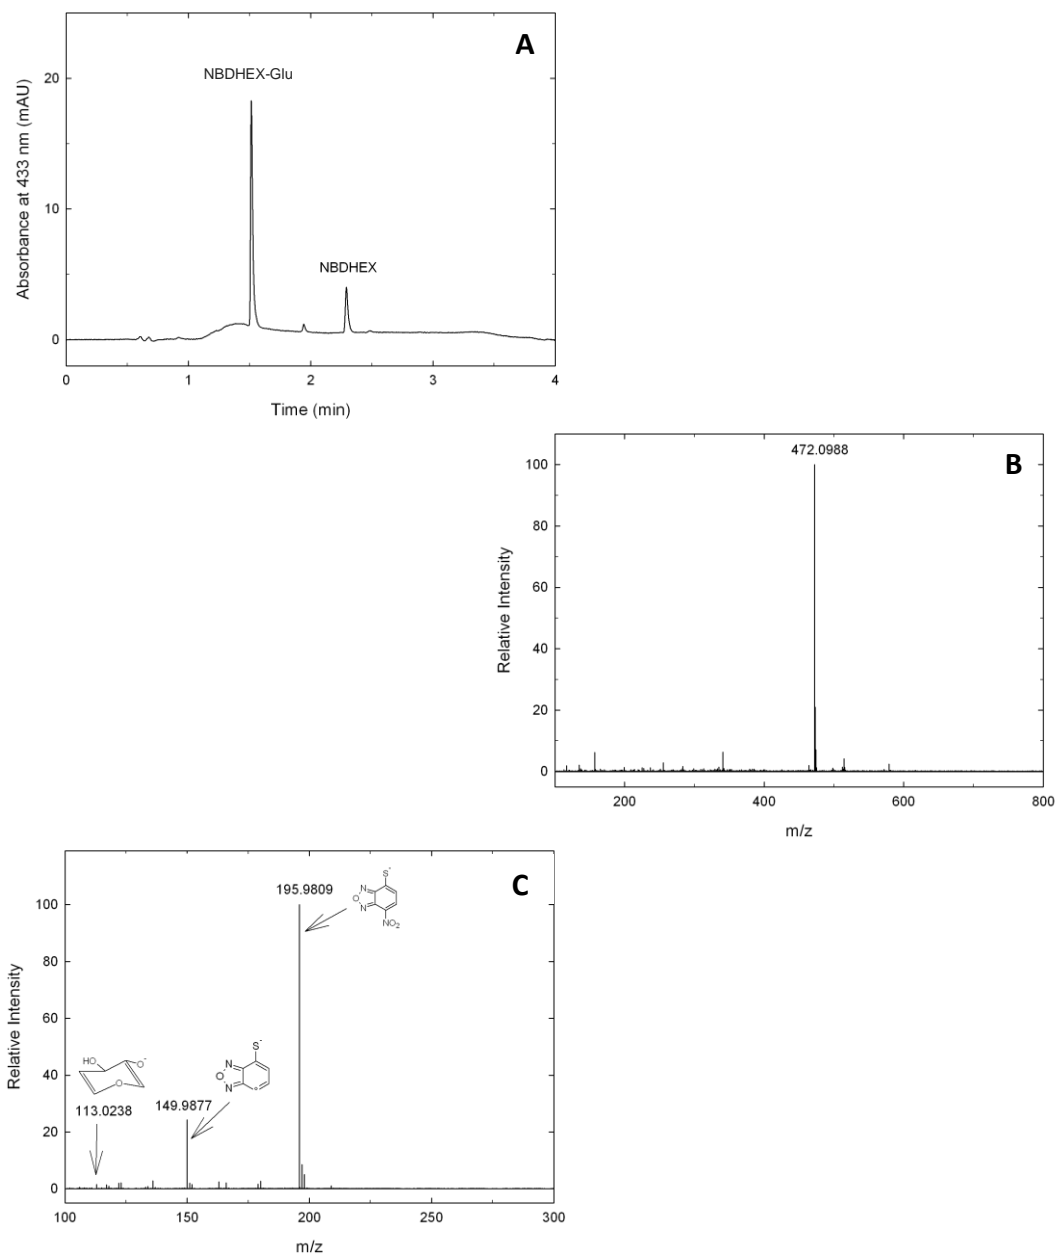 A
NBDHEX-Glu
NBDHEX
Absorbance at 433 nm (mAU)
20
10
0
0 1 2 3 4
Time (min)
B
472.0988
Relative Intensity
100
80
60
40
20
0
200 400 600 800
m/z
C
195.9809
S-
N
O
N
NO2
Relative Intensity
100
80
60
40
20
0
HO
O-
O
113.0238
S-
N
O
N
149.9877
100 150 200 250 300
m/z